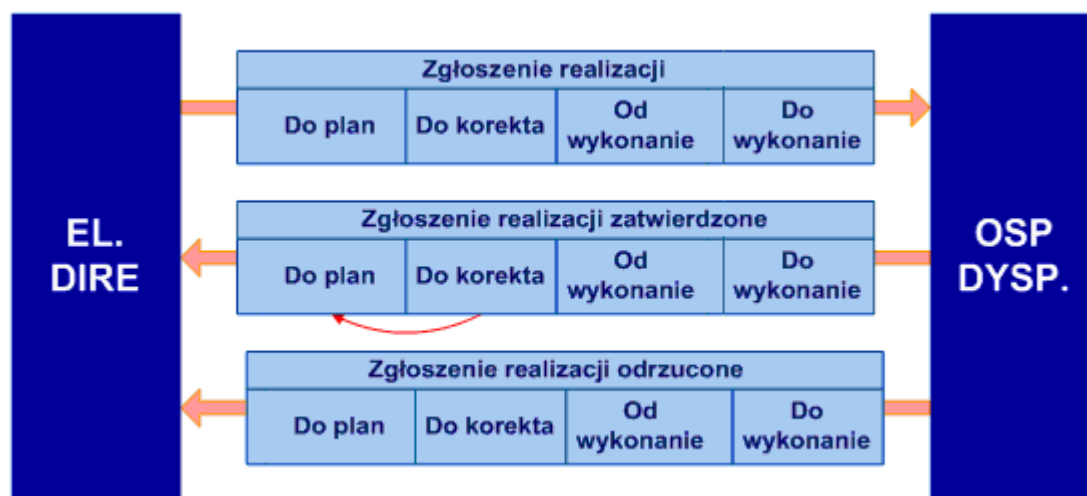 Zgłoszenie realizacji
Do plan
Do korekta
Od
wykonanie
Do
wykonanie
EL.
DIRE
Zgłoszenie realizacji zatwierdzone
Do plan
Do korekta
Od
wykonanie
Do
wykonanie
OSP
DYSP.
Zgłoszenie realizacji odrzucone
Do plan
Do korekta
Od
wykonanie
Do
wykonanie